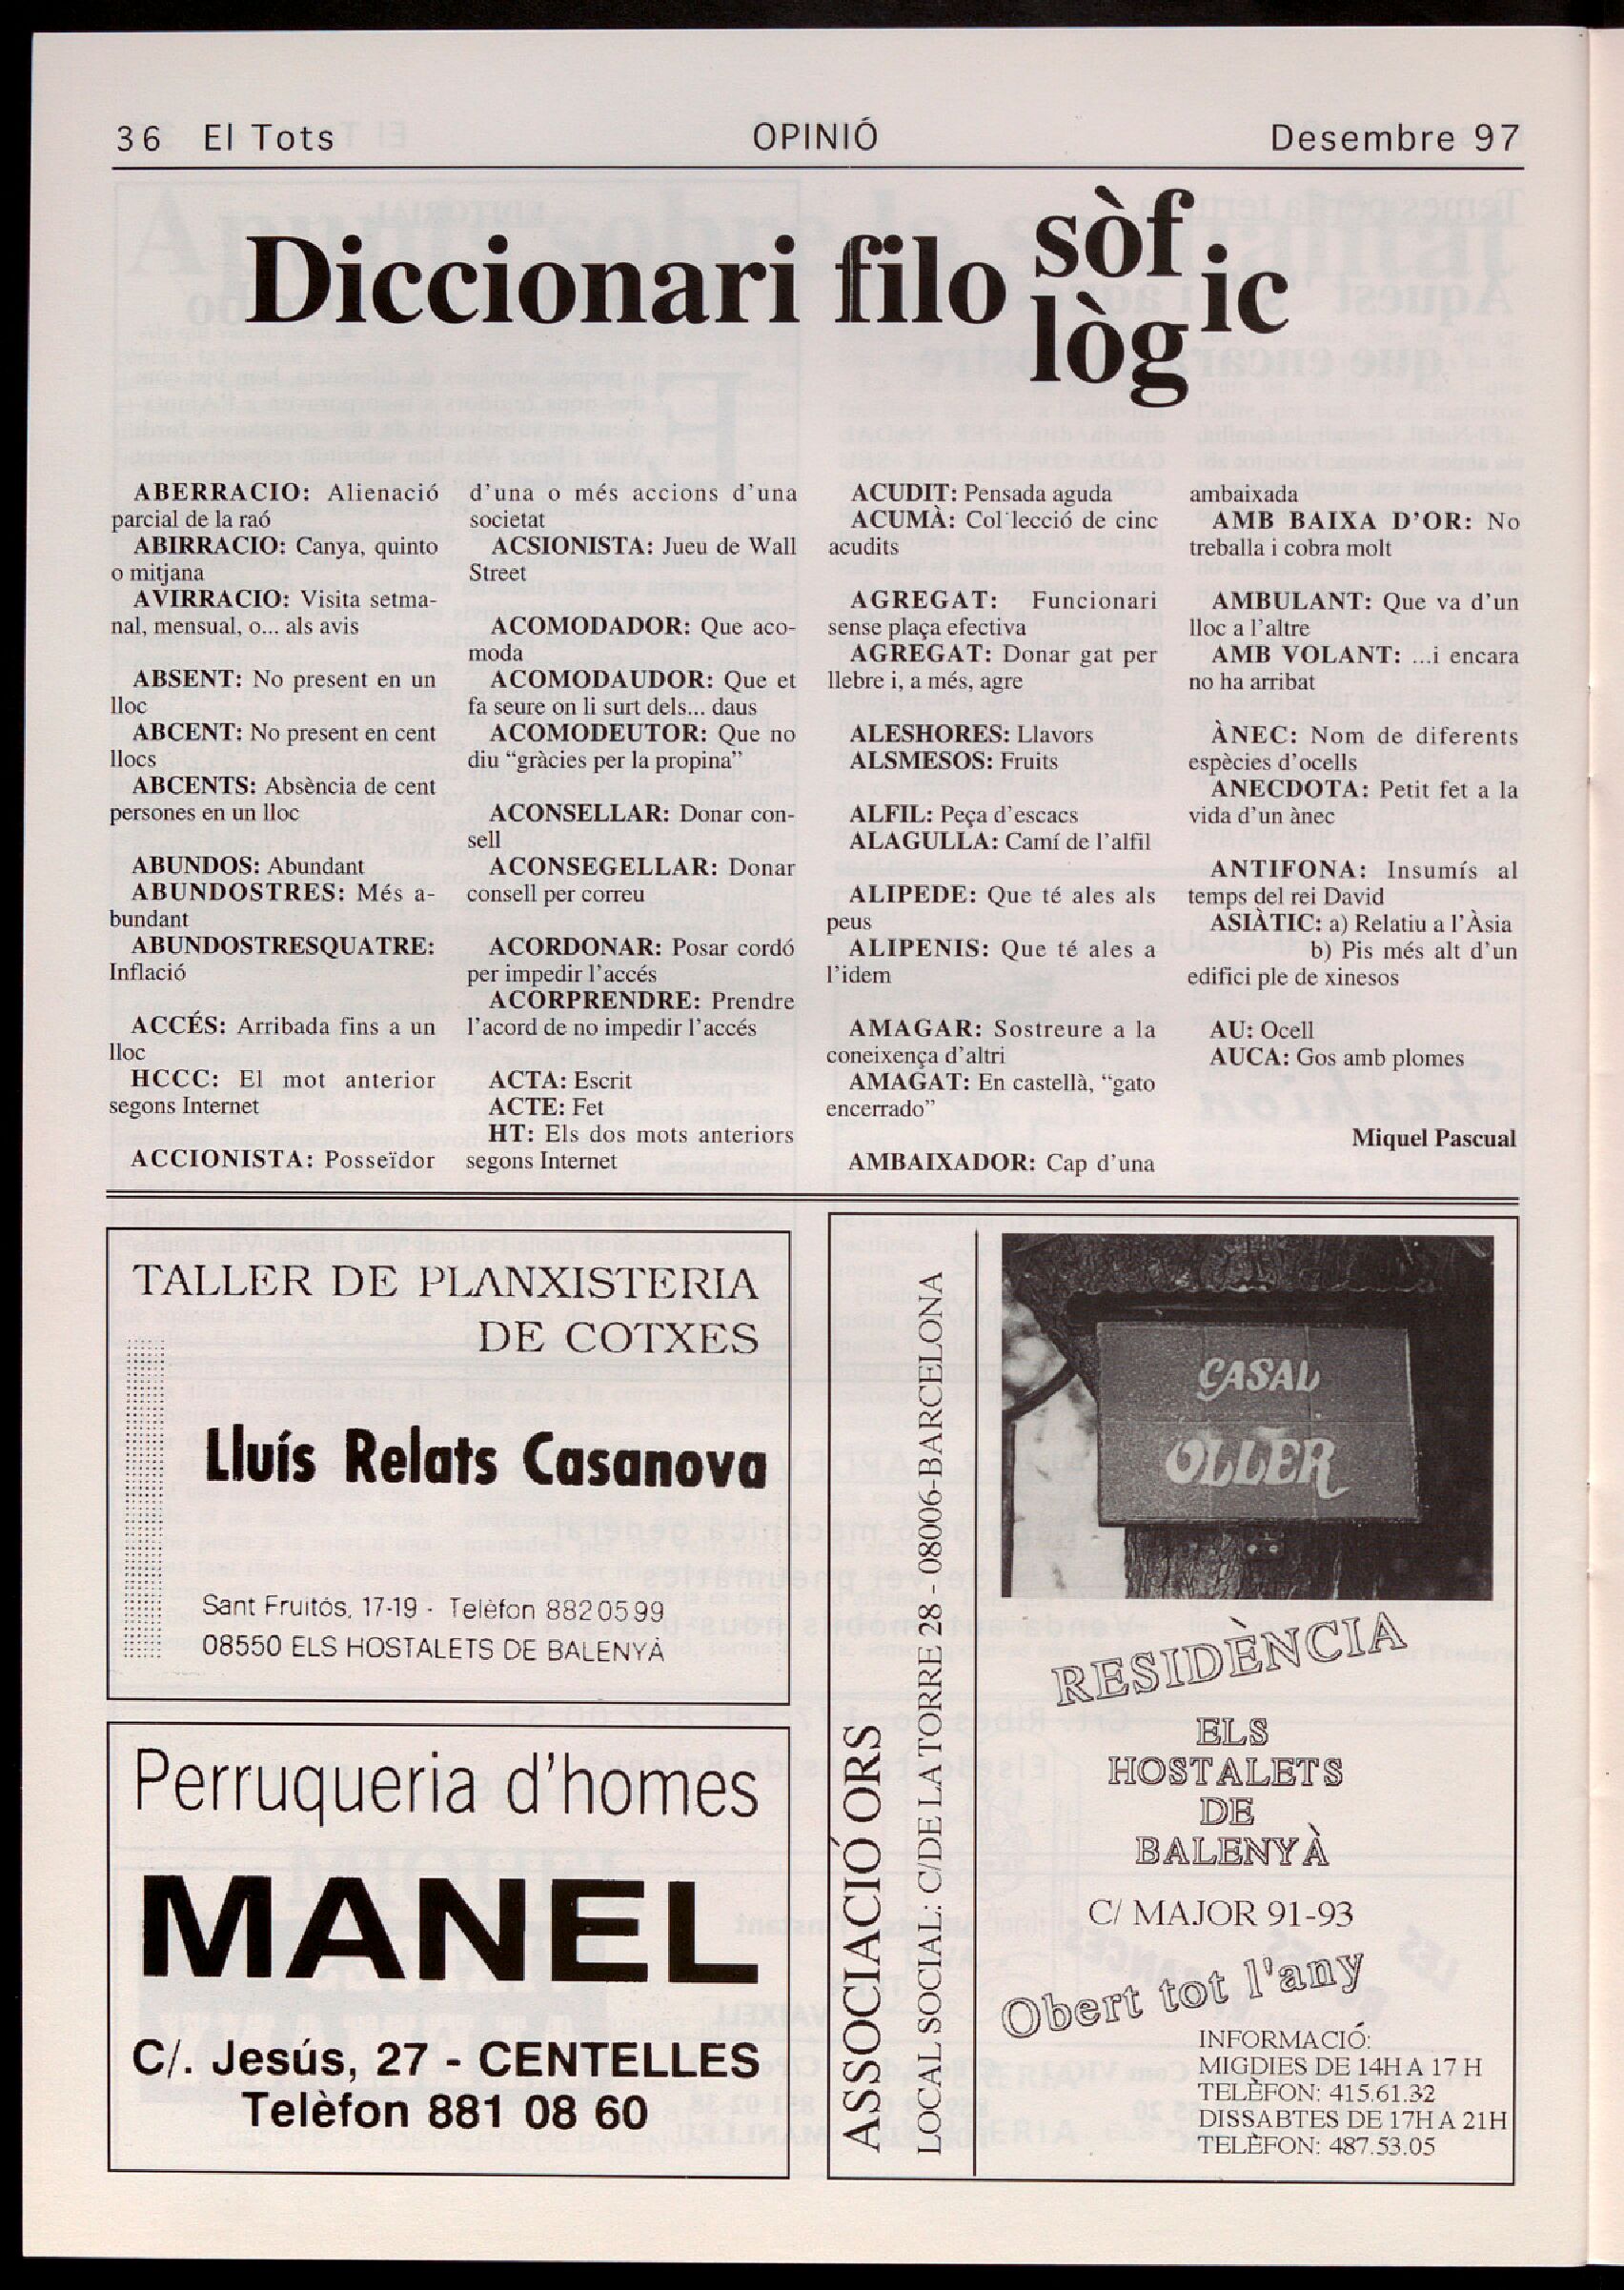 36 El Tots
OPINIÓ
Desembre 97
Diccionari filo sòf ic
lòg
ABERRACIO: Alienació
parcial de la raó
ABIRRACIO: Canya, quinto
o mitjana
AVIRRACIO: Visita setma-
nal, mensual, o... als avis
ABSENT: No present en un
lloc
ABCENT: No present en cent
llocs
ABCENTS: Absència de cent
persones en un lloc
ABUNDOS: Abundant
ABUNDOSTRES: Més a-
bundant
ABUNDOSTRESQUATRE:
Inflació
ACCÉS: Arribada fins a un
lloc
HCCC: El mot anterior
segons Internet
ACCIONISTA: Posseïdor
d'una o més accions d'una
societat
ACSIONISTA: Jueu de Wall
Street
ACOMODADOR: Que aco-
moda
ACOMODAUDOR: Que et
fa seure on li surt dels... daus
ACOMODEUTOR: Que no
diu “gràcies per la propina”
ACONSELLAR: Donar con-
sell
ACONSEGELLAR: Donar
consell per correu
ACORDONAR: Posar cordó
per impedir l'accés
ACORPRENDRE: Prendre
l'acord de no impedir l'accés
ACTA: Escrit
ACTE: Fet
HT: Els dos mots anteriors
segons Internet
ACUDIT: Pensada aguda
ACUMÀ: Col·lecció de cinc
acudits
AGREGAT: Funcionari
sense plaça efectiva
AGREGAT: Donar gat per
llebre i, a més, agre
ALESHORES: Llavors
ALSMESOS: Fruits
ALFIL: Peça d'escacs
ALAGULLA: Camí de l'alfil
ALIPEDE: Que té ales als
peus
ALIPENIS: Que té ales a
l'idem
AMAGAR: Sostreure a la
coneixença d'altri
AMAGAT: En castellà, “gato
encerrado”
AMBAIXADOR: Cap d'una
ambaixada
AMB BAIXA D'OR: No
treballa i cobra molt
AMBULANT: Que va d'un
lloc a l'altre
AMB VOLANT: ...i encara
no ha arribat
ÀNEC: Nom de diferents
espècies d'ocells
ANECDOTA: Petit fet a la
vida d'un ànec
ANTIFONA: Insumís al
temps del rei David
ASIÀTIC: a) Relatiu a l'Àsia
b) Pis més alt d'un
edifici ple de xinesos
AU: Ocell
AUCA: Gos amb plomes
Miquel Pascual
TALLER DE PLANXISTERIA
DE COTXES
Lluís Relats Casanova
Sant Fruitós, 17-19 - Telèfon 882 05 99
08550 ELS HOSTALETS DE BALENYÀ
Perruqueria d'homes
MANEL
C/. Jesús, 27 - CENTELLES
Telèfon 881 08 60
ASSOCIACIÓ ORS
LOCAL SOCIAL: C/DE LA TORRE 28 - 08006-BARCELONA
CASAL
OLLER
RESIDÈNCIA
ELS
HOSTALETS
DE
BALENYÀ
C/ MAJOR 91-93
Obert tot l'any
INFORMACIÓ:
MIGDIES DE 14H A 17 H
TELÈFON: 415.61.32
DISSABTES DE 17H A 21H
TELÈFON: 487.53.05